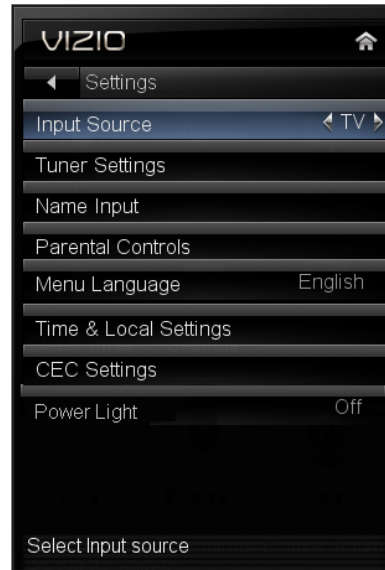 VIZIO
Settings
Input Source TV
Tuner Settings
Name Input
Parental Controls
Menu Language English
Time & Local Settings
CEC Settings
Power Light Off
Select Input source